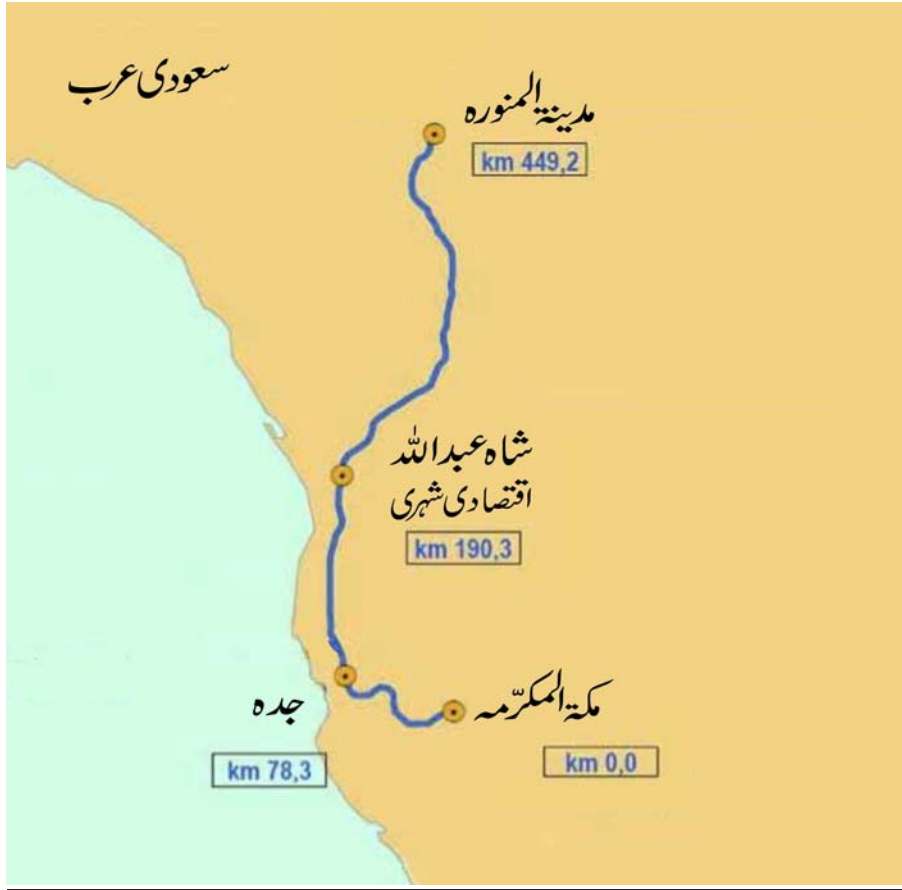 سعودی عرب
مدینۃ المنورہ
km 449,2
شاہ عبداللہ
اقتصادی شہری
km 190,3
جدہ
km 78,3
مکۃ المکرّمہ
km 0,0